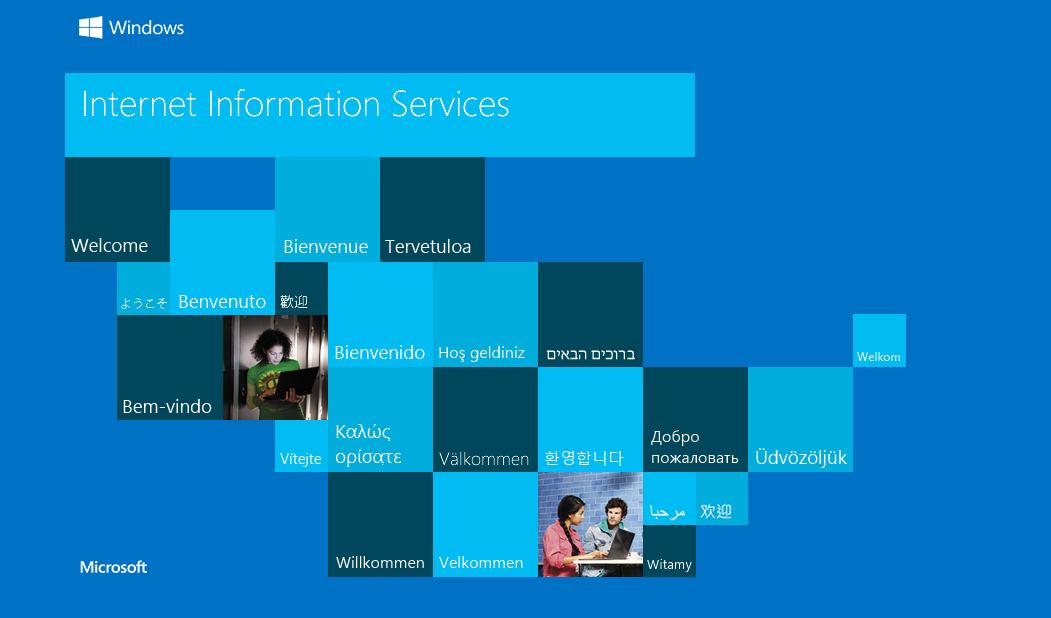 Windows
Internet Information Services
Welcome
Bienvenue
Tervetuloa
ようこそ
Benvenuto
歡迎
Bienvenido
Hoş geldiniz
ברוכים הבאים
Welkom
Bem-vindo
Vítejte
Καλώς
ορίσατε
Välkommen
환영합니다
Добро
пожаловать
Üdvözöljük
مرحبا
欢迎
Microsoft
Willkommen
Velkommen
Witamy